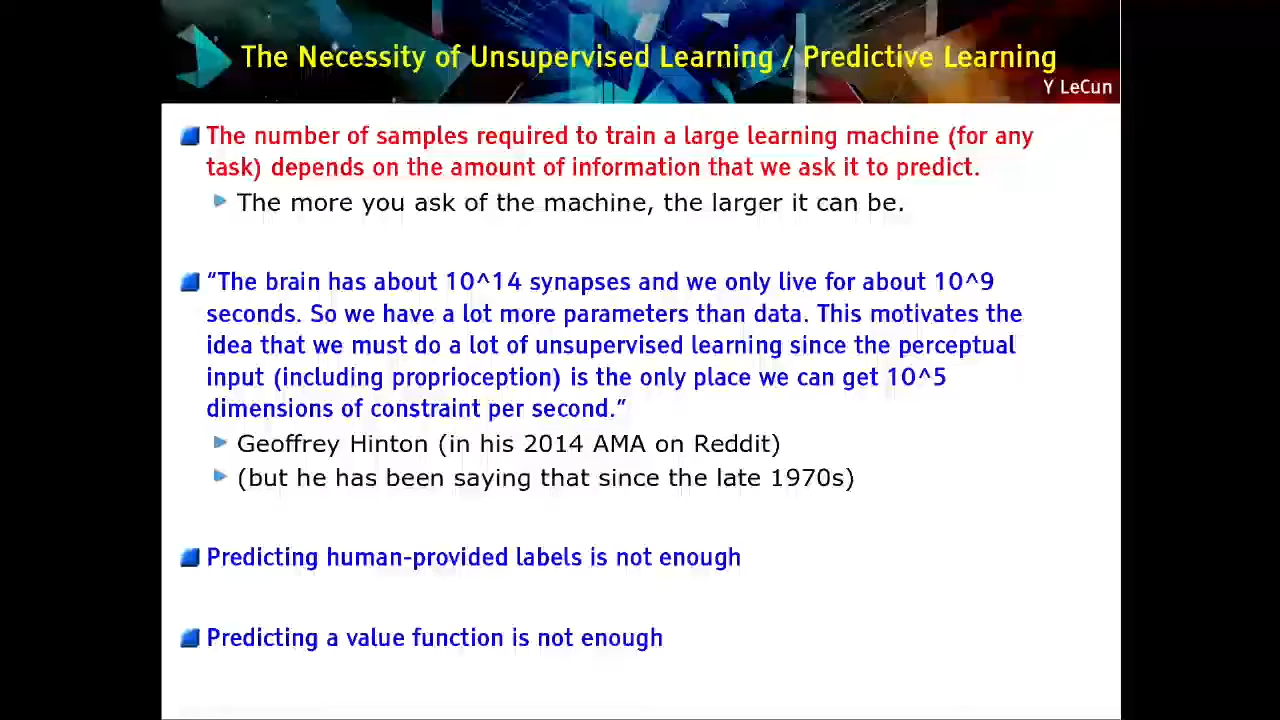 The Necessity of Unsupervised Learning / Predictive Learning
Y LeCun
The number of samples required to train a large learning machine (for any
task) depends on the amount of information that we ask it to predict.
The more you ask of the machine, the larger it can be.
“The brain has about 10^14 synapses and we only live for about 10^9
seconds. So we have a lot more parameters than data. This motivates the
idea that we must do a lot of unsupervised learning since the perceptual
input (including proprioception) is the only place we can get 10^5
dimensions of constraint per second.”
Geoffrey Hinton (in his 2014 AMA on Reddit)
(but he has been saying that since the late 1970s)
Predicting human-provided labels is not enough
Predicting a value function is not enough